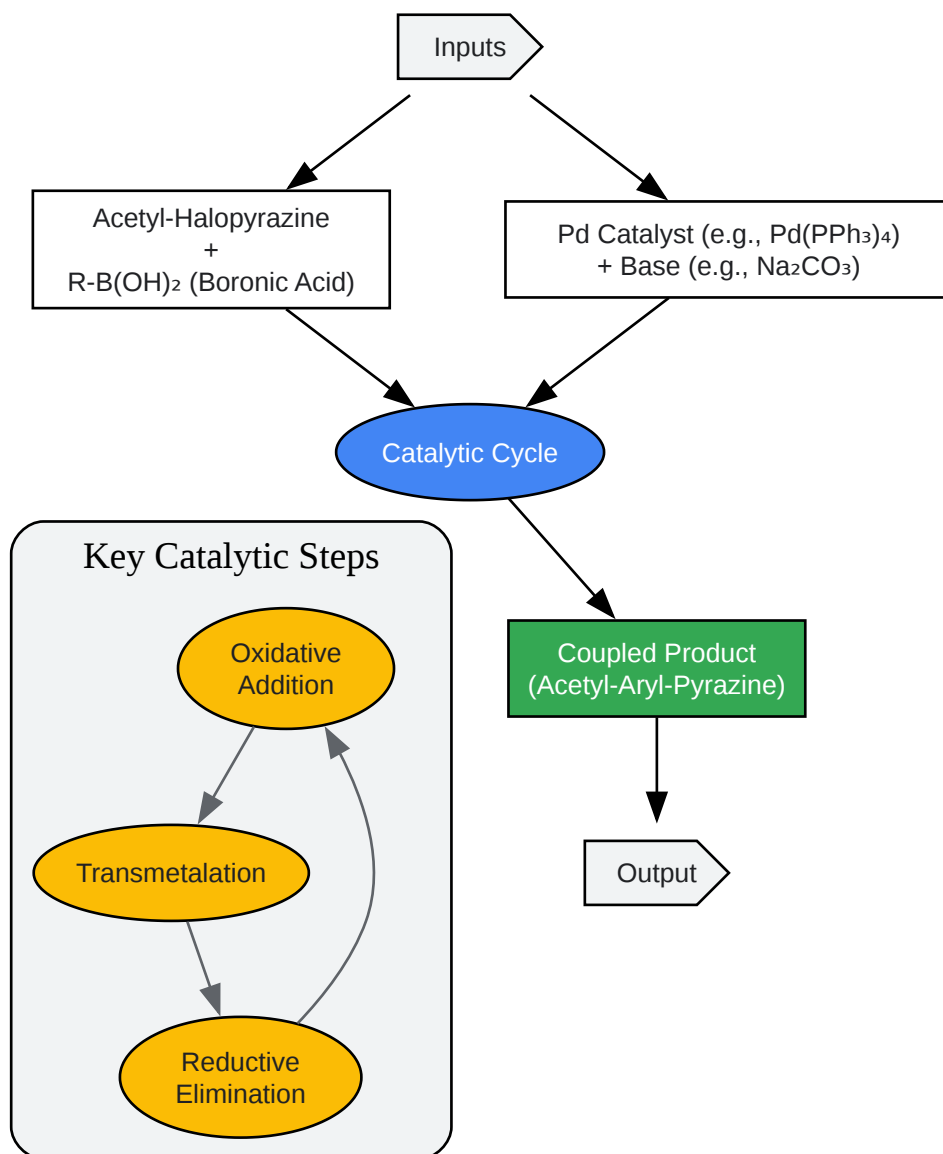 Inputs
Acetyl-Halopyrazine
+
R-B(OH)₂ (Boronic Acid)
Pd Catalyst (e.g., Pd(PPh₃)₄)
+ Base (e.g., Na₂CO₃)
Catalytic Cycle
Key Catalytic Steps
Oxidative
Addition
Transmetalation
Reductive
Elimination
Coupled Product
(Acetyl-Aryl-Pyrazine)
Output